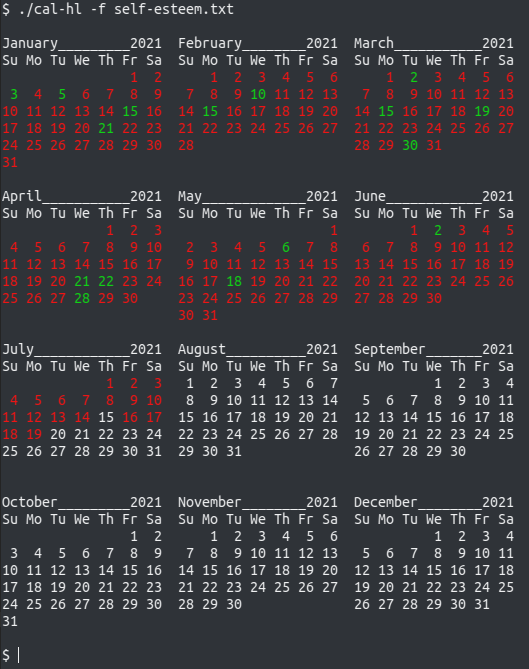 $ ./cal-hl -f self-esteem.txt
January_________2021  February________2021  March___________2021
Su Mo Tu We Th Fr Sa  Su Mo Tu We Th Fr Sa  Su Mo Tu We Th Fr Sa
                1  2      1  2  3  4  5  6      1  2  3  4  5  6
 3  4  5  6  7  8  9   7  8  9 10 11 12 13   7  8  9 10 11 12 13
10 11 12 13 14 15 16  14 15 16 17 18 19 20  14 15 16 17 18 19 20
17 18 19 20 21 22 23  21 22 23 24 25 26 27  21 22 23 24 25 26 27
24 25 26 27 28 29 30  28                    28 29 30 31
31
April___________2021  May_____________2021  June____________2021
Su Mo Tu We Th Fr Sa  Su Mo Tu We Th Fr Sa  Su Mo Tu We Th Fr Sa
             1  2  3                     1         1  2  3  4  5
 4  5  6  7  8  9 10   2  3  4  5  6  7  8   6  7  8  9 10 11 12
11 12 13 14 15 16 17   9 10 11 12 13 14 15  13 14 15 16 17 18 19
18 19 20 21 22 23 24  16 17 18 19 20 21 22  20 21 22 23 24 25 26
25 26 27 28 29 30     23 24 25 26 27 28 29  27 28 29 30
                      30 31
July____________2021  August__________2021  September_______2021
Su Mo Tu We Th Fr Sa  Su Mo Tu We Th Fr Sa  Su Mo Tu We Th Fr Sa
             1  2  3   1  2  3  4  5  6  7            1  2  3  4
 4  5  6  7  8  9 10   8  9 10 11 12 13 14   5  6  7  8  9 10 11
11 12 13 14 15 16 17  15 16 17 18 19 20 21  12 13 14 15 16 17 18
18 19 20 21 22 23 24  22 23 24 25 26 27 28  19 20 21 22 23 24 25
25 26 27 28 29 30 31  29 30 31              26 27 28 29 30
October_________2021  November________2021  December________2021
Su Mo Tu We Th Fr Sa  Su Mo Tu We Th Fr Sa  Su Mo Tu We Th Fr Sa
                1  2      1  2  3  4  5  6            1  2  3  4
 3  4  5  6  7  8  9   7  8  9 10 11 12 13   5  6  7  8  9 10 11
10 11 12 13 14 15 16  14 15 16 17 18 19 20  12 13 14 15 16 17 18
17 18 19 20 21 22 23  21 22 23 24 25 26 27  19 20 21 22 23 24 25
24 25 26 27 28 29 30  28 29 30              26 27 28 29 30 31
31
$